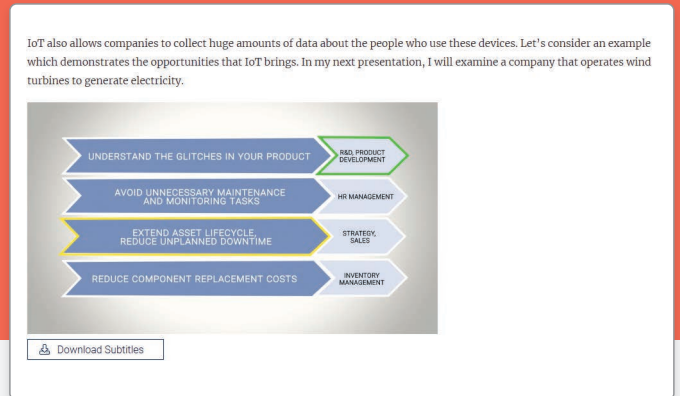 IoT also allows companies to collect huge amounts of data about the people who use these devices. Let's consider an example
which demonstrates the opportunities that IoT brings. In my next presentation, I will examine a company that operates wind
turbines to generate electricity.
UNDERSTAND THE GLITCHES IN YOUR PRODUCT
R&D, PRODUCT
DEVELOPMENT
AVOID UNNECESSARY MAINTENANCE
AND MONITORING TASKS
HR MANAGEMENT
EXTEND ASSET LIFECYCLE,
REDUCE UNPLANNED DOWNTIME
STRATEGY,
SALES
REDUCE COMPONENT REPLACEMENT COSTS
INVENTORY
MANAGEMENT
Download Subtitles